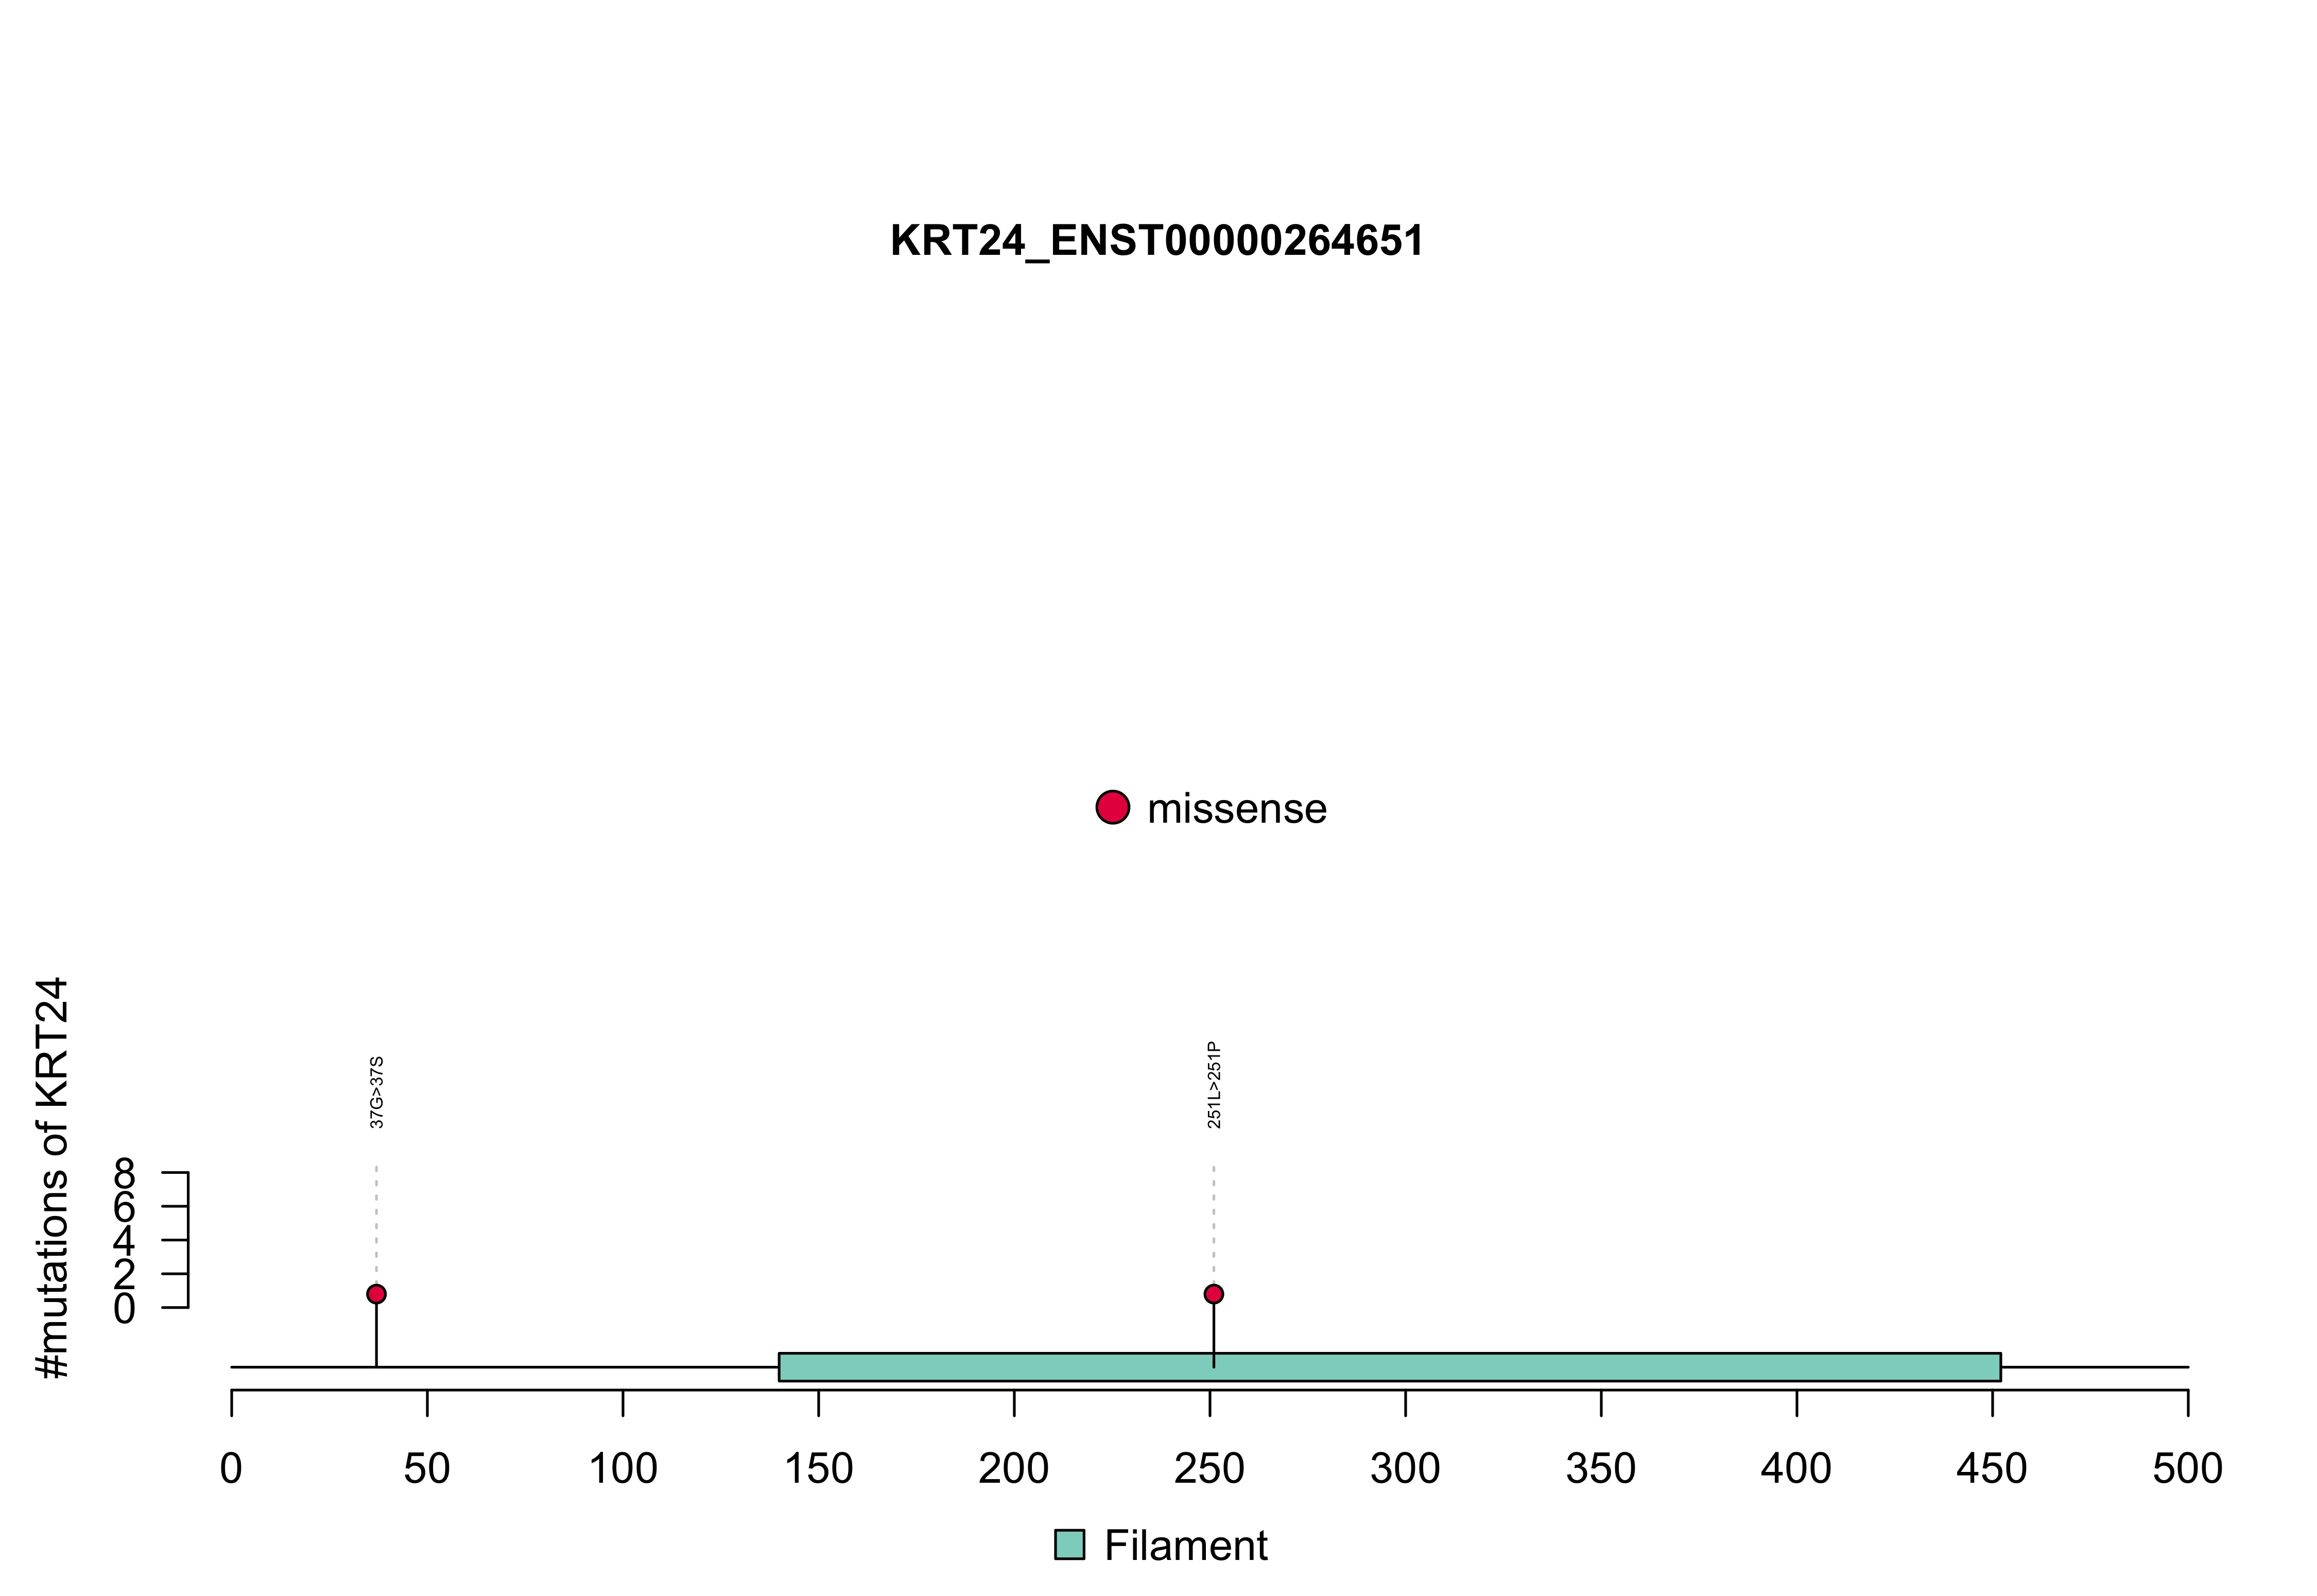 KRT24_ENST00000264651
missense
#mutations of KRT24
37G>37S
251L>251P
8
6
4
2
0
0 50 100 150 200 250 300 350 400 450 500
Filament